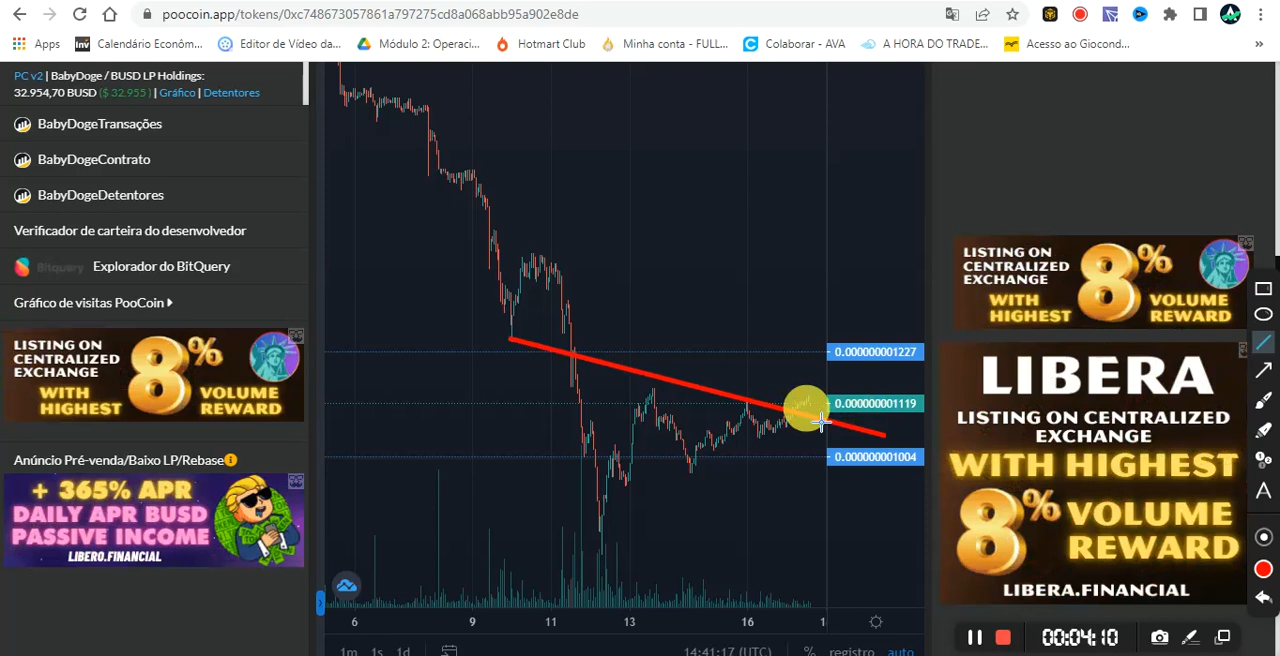 poocoin.app/tokens/0xc748673057861a797275cd8a068abb95a902e8de
Apps
Inv
Calendário Econôm...
Editor de Vídeo da...
Módulo 2: Operaci...
Hotmart Club
Minha conta - FULL...
Colaborar - AVA
A HORA DO TRADE...
Acesso ao Giocond...
»
PC v2 | BabyDoge / BUSD LP Holdings:
32.954,70 BUSD ($ 32.955 ) | Gráfico | Detentores
BabyDogeTransações
BabyDogeContrato
BabyDogeDetentores
Verificador de carteira do desenvolvedor
Bitquery Explorador do BitQuery
Gráfico de visitas PooCoin
LISTING ON
CENTRALIZED
EXCHANGE
WITH
HIGHEST
8%
VOLUME
REWARD
Anúncio Pré-venda/Baixo LP/Rebase
+ 365% APR
DAILY APR BUSD
PASSIVE INCOME
LIBERO.FINANCIAL
0.000000001227
0.000000001119
0.000000001004
6
9
11
13
16
1
1m 1s 1d
14:41:17 (UTC)
%
registro
auto
LISTING ON
CENTRALIZED
EXCHANGE
WITH
HIGHEST
8%
VOLUME
REWARD
LIBERA
LISTING ON CENTRALIZED
EXCHANGE
WITH HIGHEST
8% VOLUME
REWARD
LIBERA.FINANCIAL
A
00:04:10